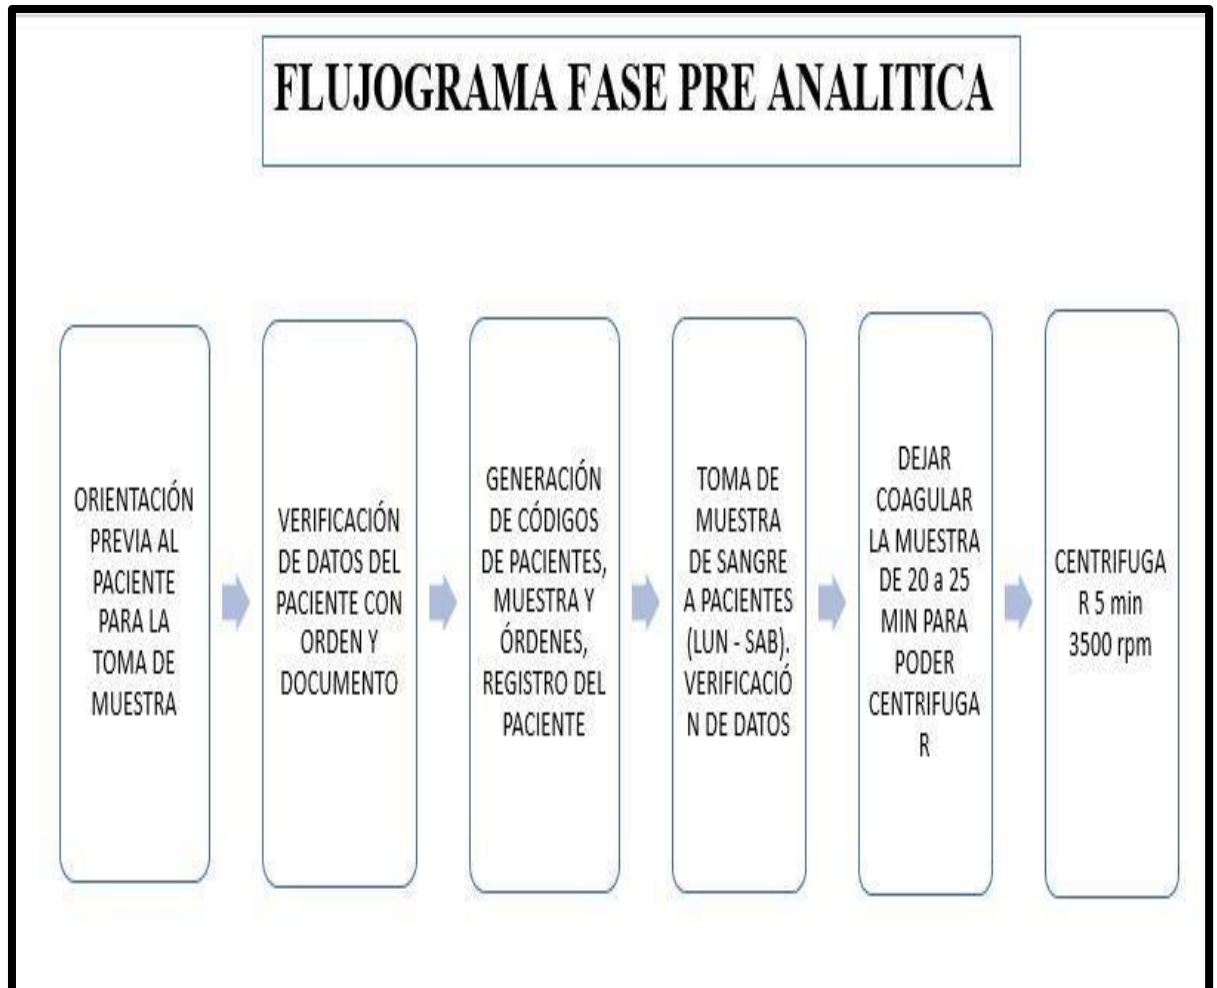 FLUJOGRAMA FASE PRE ANALITICA
ORIENTACIÓN
PREVIA AL
PACIENTE
PARA LA
TOMA DE
MUESTRA
VERIFICACIÓN
DE DATOS DEL
PACIENTE CON
ORDEN Y
DOCUMENTO
GENERACIÓN
DE CÓDIGOS
DE PACIENTES,
MUESTRA Y
ÓRDENES,
REGISTRO DEL
PACIENTE
TOMA DE
MUESTRA
DE SANGRE
A PACIENTES
(LUN - SAB).
VERIFICACIÓ
N DE DATOS
DEJAR
COAGULAR
LA MUESTRA
DE 20 a 25
MIN PARA
PODER
CENTRIFUGA
R
CENTRIFUGA
R 5 min
3500 rpm